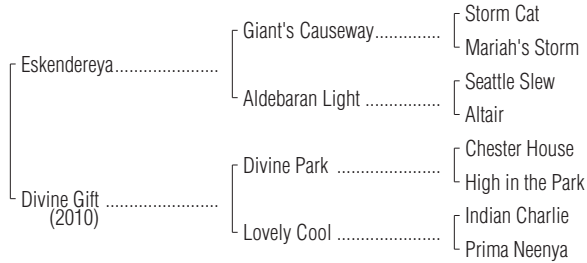 Storm Cat
Giant's Causeway..............
Mariah's Storm
Eskendereya.....................
Seattle Slew
Aldebaran Light .............
Altair
Chester House
Divine Park ..................
High in the Park
Divine Gift .......................
(2010)
Indian Charlie
Lovely Cool ..................
Prima Neenya